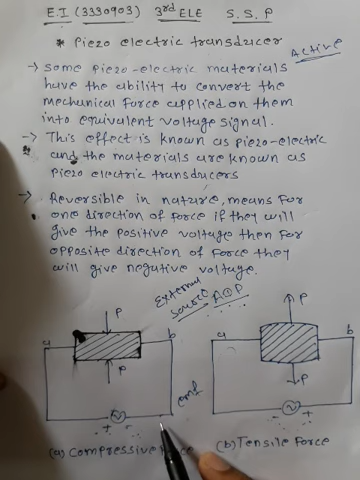 E.I (3330903) 3rd ELE S.S.P
* Piezo electric transducer
Active
→ Some Piezo-electric materials
have the ability to convert the
mechanical Force applied on them
into equivalent voltage signal.
→ This effect is known as piezo-electric
and the materials are known as
piezo electric transducers
→ Reversible in nature, means For
one direction of Force if they will
give the positive voltage then For
opposite direction of Force they
will give negative voltage.
External
Source
P
P
a
b
a
b
P
P
+ -
- +
(a) Compressive
(b) Tensile Force